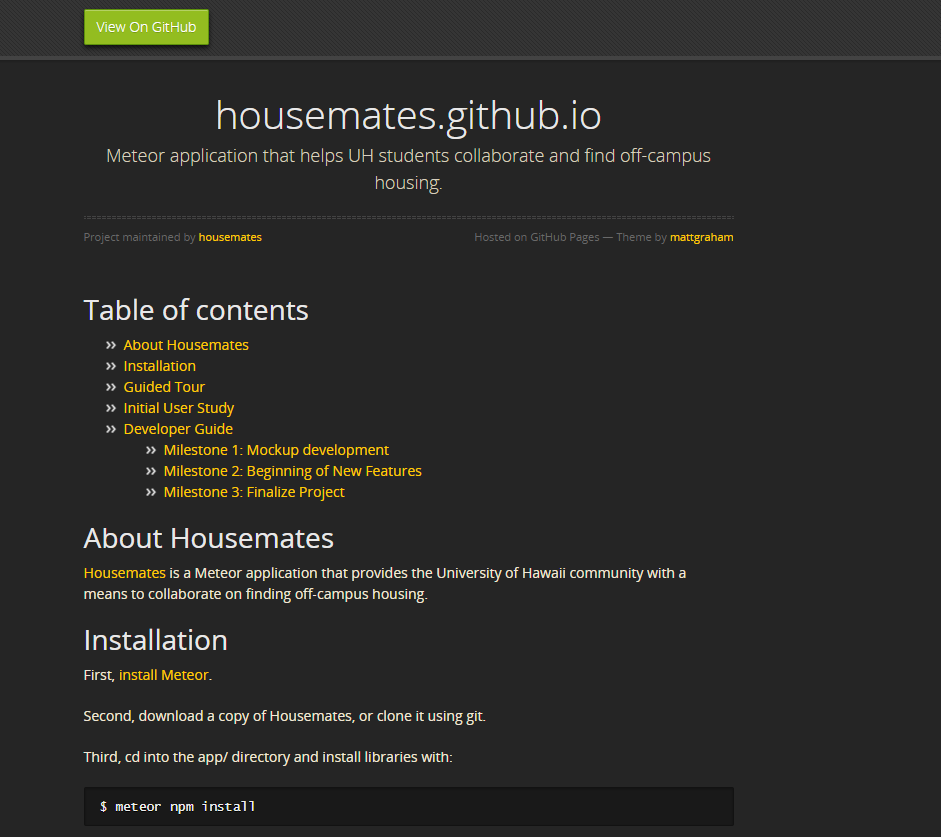 View On GitHub
housemates.github.io
Meteor application that helps UH students collaborate and find off-campus
housing.
Project maintained by housemates
Hosted on GitHub Pages — Theme by mattgraham
Table of contents
» About Housemates
» Installation
» Guided Tour
» Initial User Study
» Developer Guide
» Milestone 1: Mockup development
» Milestone 2: Beginning of New Features
» Milestone 3: Finalize Project
About Housemates
Housemates is a Meteor application that provides the University of Hawaii community with a
means to collaborate on finding off-campus housing.
Installation
First, install Meteor.
Second, download a copy of Housemates, or clone it using git.
Third, cd into the app/ directory and install libraries with:
$ meteor npm install